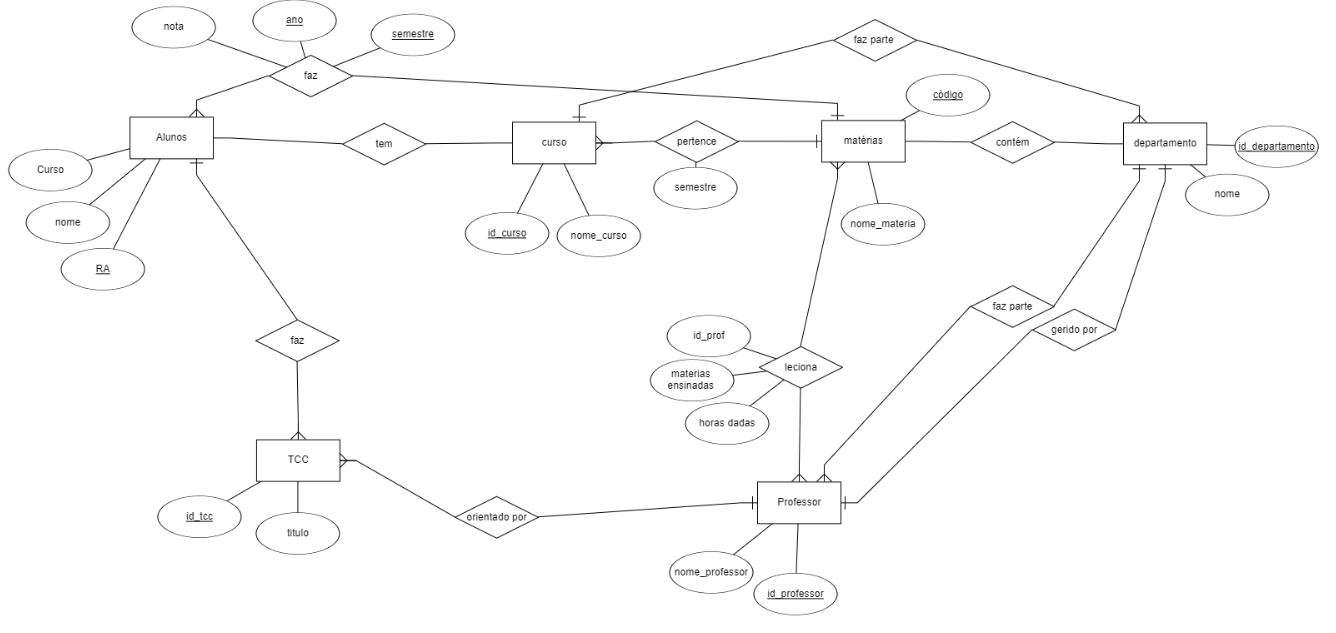 nota
ano
semestre
faz
faz parte
código
Alunos
tem
curso
pertence
matérias
contém
departamento
id_departamento
Curso
nome
RA
semestre
id_curso
nome_curso
nome_materia
nome
faz
faz parte
gerido por
id_prof
materias
ensinadas
leciona
horas dadas
TCC
id_tcc
titulo
orientado por
Professor
nome_professor
id_professor